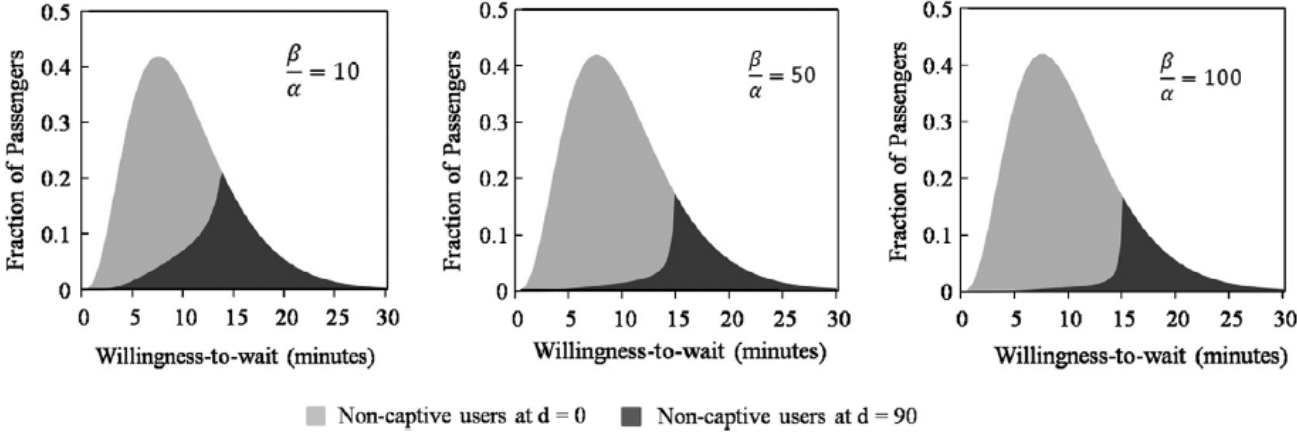 Fraction of Passengers
0.5
0.4
0.3
0.2
0.1
0
β/α = 10
0 5 10 15 20 25 30
Willingness-to-wait (minutes)
Fraction of Passengers
0.5
0.4
0.3
0.2
0.1
0
β/α = 50
0 5 10 15 20 25 30
Willingness-to-wait (minutes)
Fraction of Passengers
0.5
0.4
0.3
0.2
0.1
0
β/α = 100
0 5 10 15 20 25 30
Willingness-to-wait (minutes)
Non-captive users at d = 0 Non-captive users at d = 90